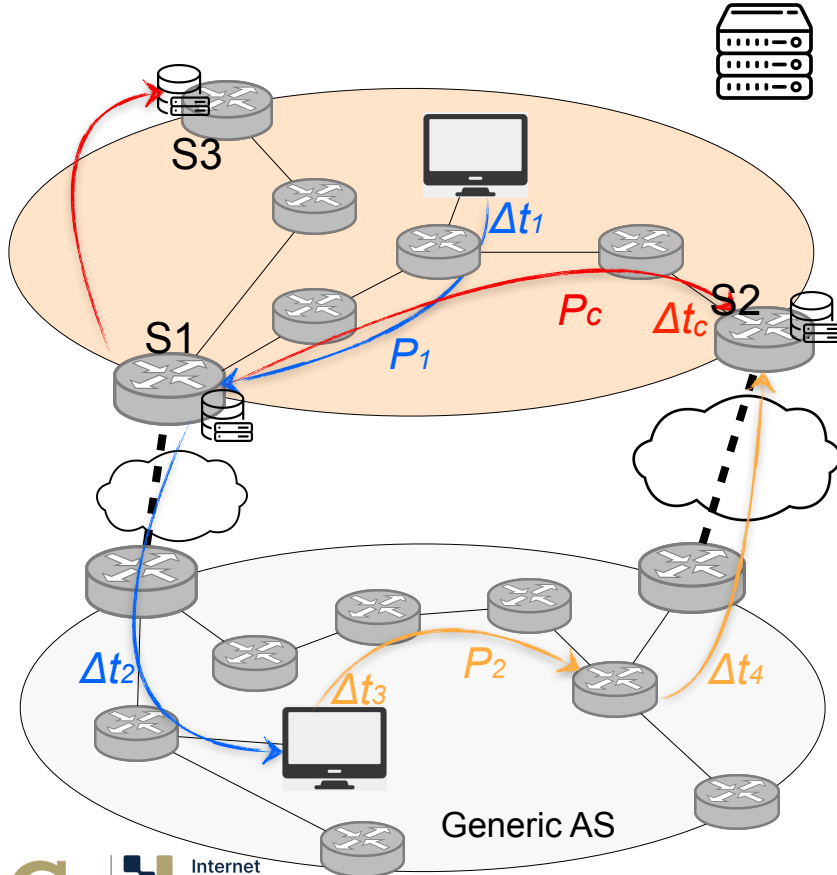 S3
Δt1
S2
Pc
Δtc
S1
P1
Δt2
Δt3
P2
Δt4
Generic AS
Internet